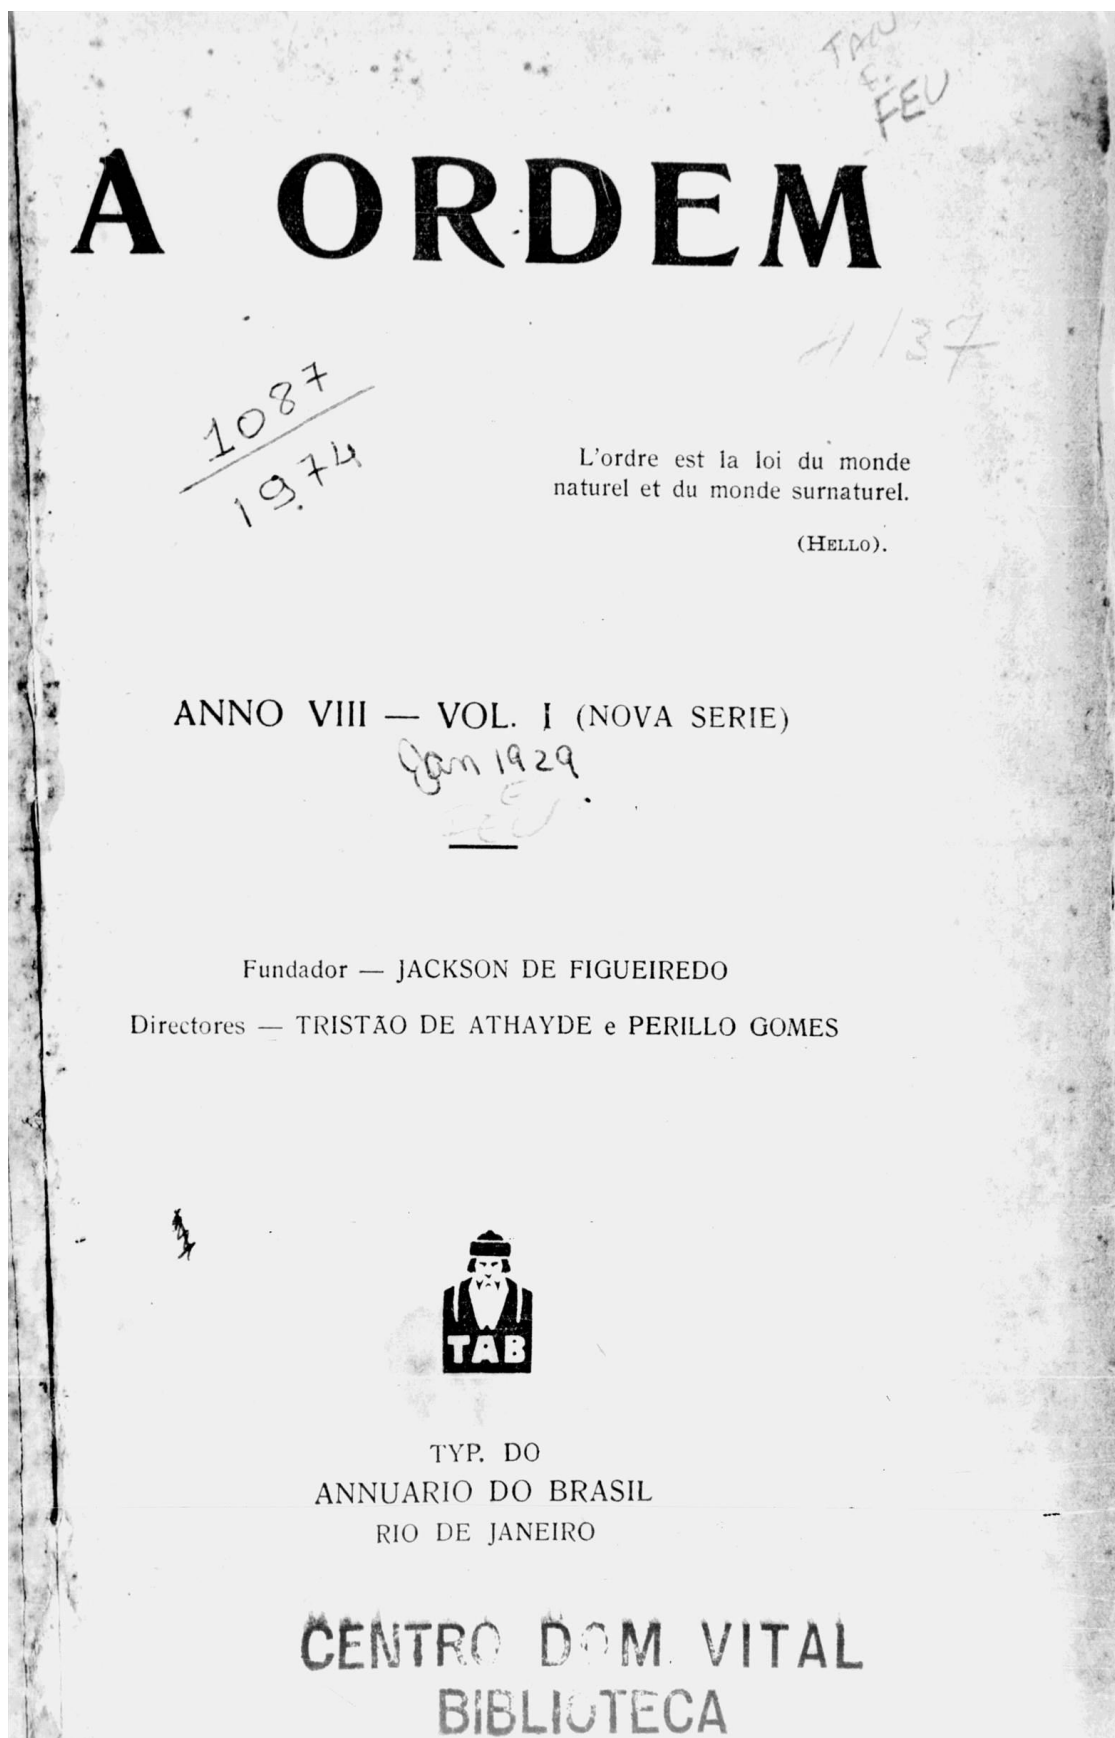 TAN
E.
FEU
A ORDEM
1087
1974
L'ordre est la loi du monde
naturel et du monde surnaturel.
(HELLO).
ANNO VIII — VOL. I (NOVA SERIE)
Jan 1929
Fundador — JACKSON DE FIGUEIREDO
Directores — TRISTÃO DE ATHAYDE e PERILLO GOMES
TAB
TYP. DO
ANNUARIO DO BRASIL
RIO DE JANEIRO
CENTRO DOM VITAL
BIBLIOTECA